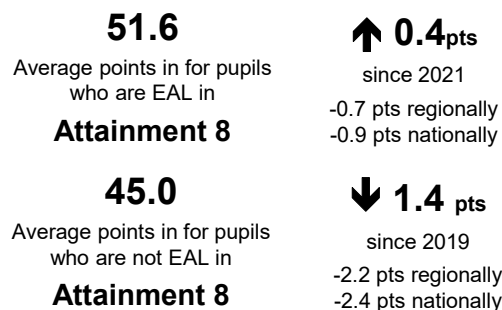 51.6
Average points in for pupils
who are EAL in
Attainment 8
0.4pts
since 2021
-0.7 pts regionally
-0.9 pts nationally
45.0
Average points in for pupils
who are not EAL in
Attainment 8
1.4 pts
since 2019
-2.2 pts regionally
-2.4 pts nationally